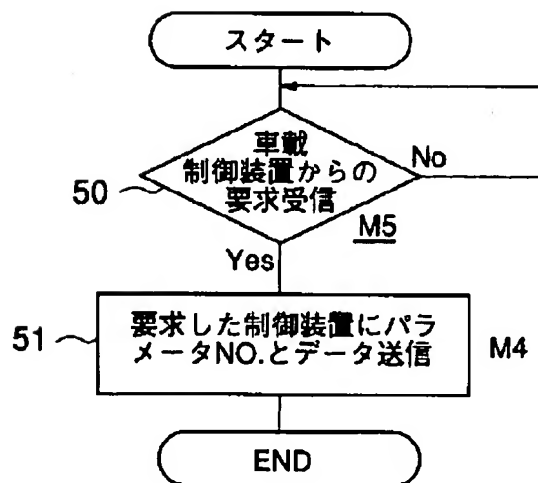 スタート
車載
制御装置からの
要求受信
No
50
M5
Yes
51
要求した制御装置にパラ
メータNO.とデータ送信
M4
END